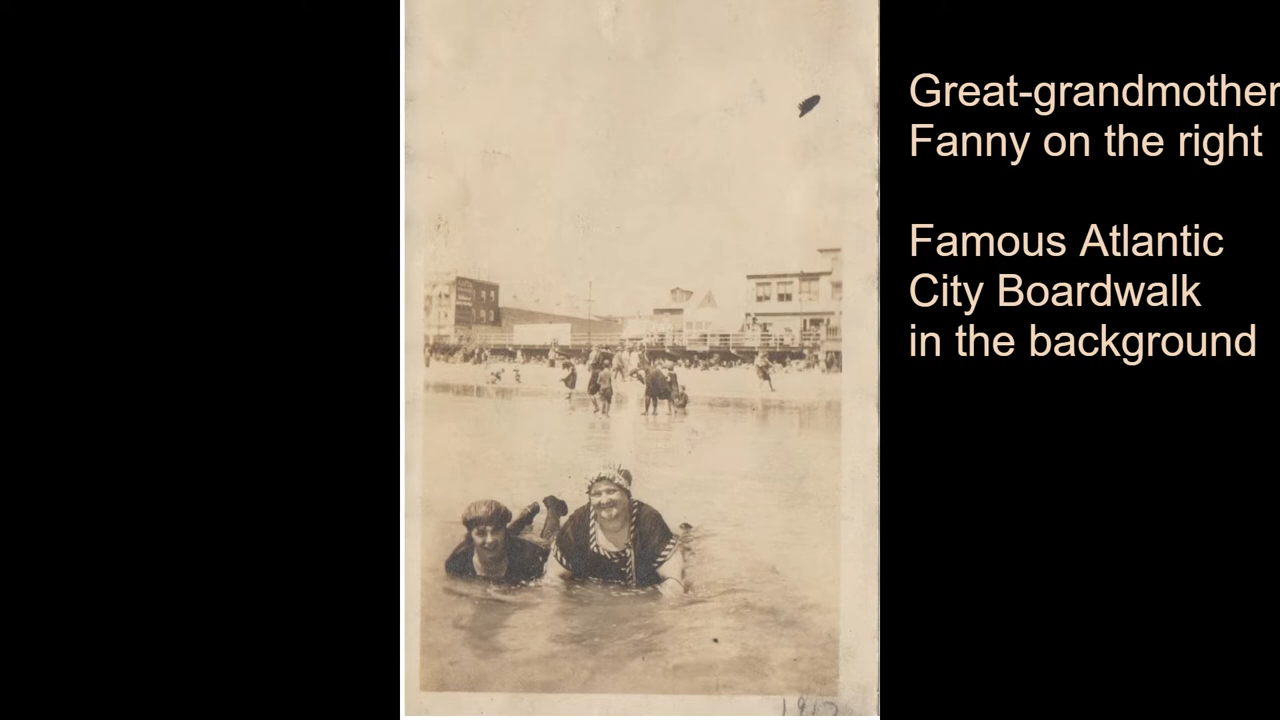 Great-grandmother
Fanny on the right
Famous Atlantic
City Boardwalk
in the background